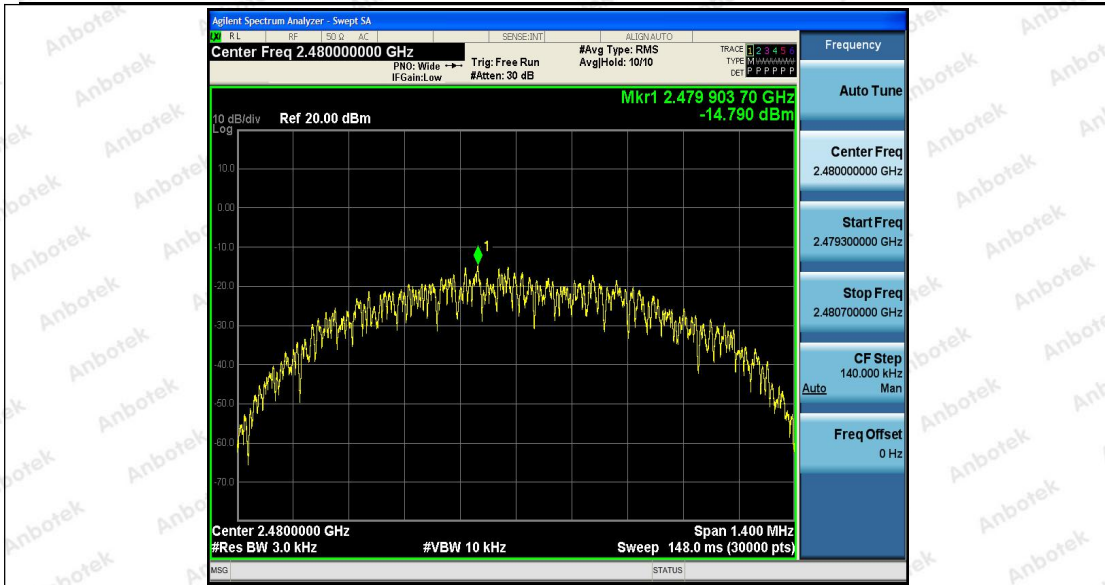 Agilent Spectrum Analyzer - Swept SA
RL RF 50 Ω AC SENSE:INT ALIGN AUTO
Center Freq 2.480000000 GHz
PNO: Wide
IFGain:Low
Trig: Free Run
#Atten: 30 dB
#Avg Type: RMS
Avg|Hold: 10/10
TRACE 1 2 3 4 5 6
TYPE M
DET P P P P P P
Mkr1 2.479 903 70 GHz
-14.790 dBm
10 dB/div Ref 20.00 dBm
Log
10.0
0.00
-10.0
-20.0
-30.0
-40.0
-50.0
-60.0
-70.0
1
Center 2.4800000 GHz Span 1.400 MHz
#Res BW 3.0 kHz #VBW 10 kHz Sweep 148.0 ms (30000 pts)
MSG STATUS
Frequency
Auto Tune
Center Freq
2.480000000 GHz
Start Freq
2.479300000 GHz
Stop Freq
2.480700000 GHz
CF Step
140.000 kHz
Auto Man
Freq Offset
0 Hz
Anbotek